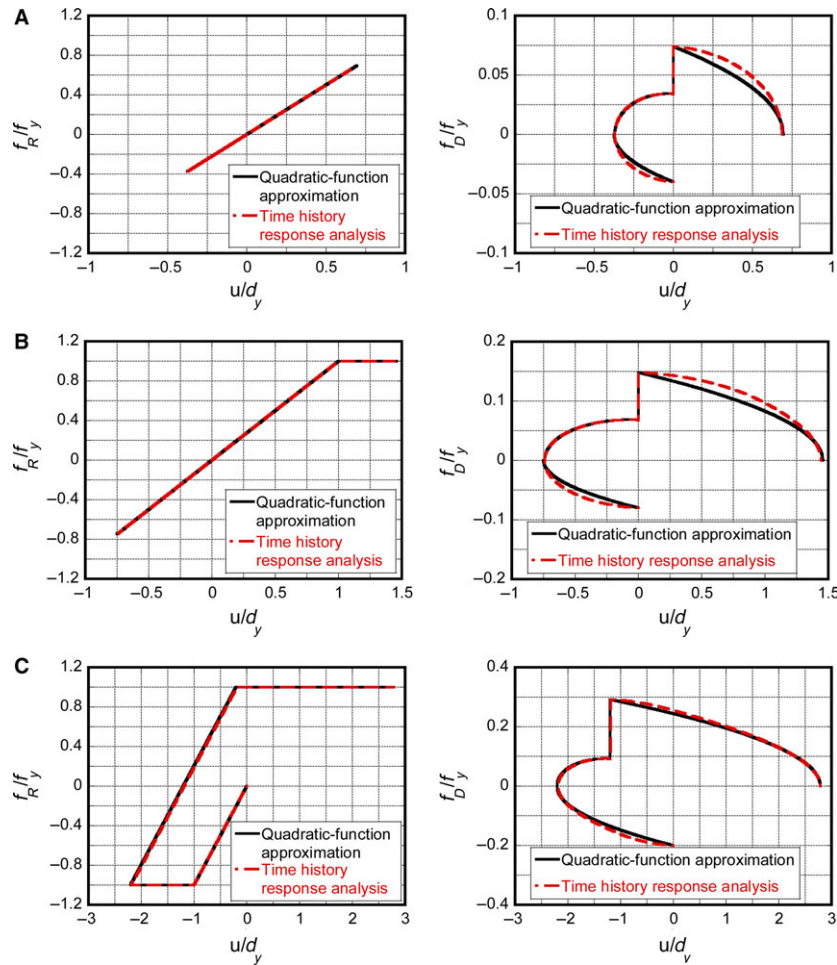 A
1.2
0.8
0.4
0
−0.4
−0.8
−1.2
f_R/f_y
Quadratic-function
approximation
Time history
response analysis
−1 −0.5 0 0.5 1
u/d_y
0.1
0.05
0
−0.05
−0.1
f_D/f_y
Quadratic-function approximation
Time history response analysis
−1 −0.5 0 0.5 1
u/d_y
B
1.2
0.8
0.4
0
−0.4
−0.8
−1.2
f_R/f_y
Quadratic-function
approximation
Time history
response analysis
−1 −0.5 0 0.5 1 1.5
u/d_y
0.2
0.1
0
−0.1
−0.2
f_D/f_y
Quadratic-function approximation
Time history response analysis
−1 −0.5 0 0.5 1 1.5
u/d_y
C
1.2
0.8
0.4
0
−0.4
−0.8
−1.2
f_R/f_y
Quadratic-function
approximation
Time history
response analysis
−3 −2 −1 0 1 2 3
u/d_y
0.4
0.2
0
−0.2
−0.4
f_D/f_y
Quadratic-function approximation
Time history response analysis
−3 −2 −1 0 1 2 3
u/d_y